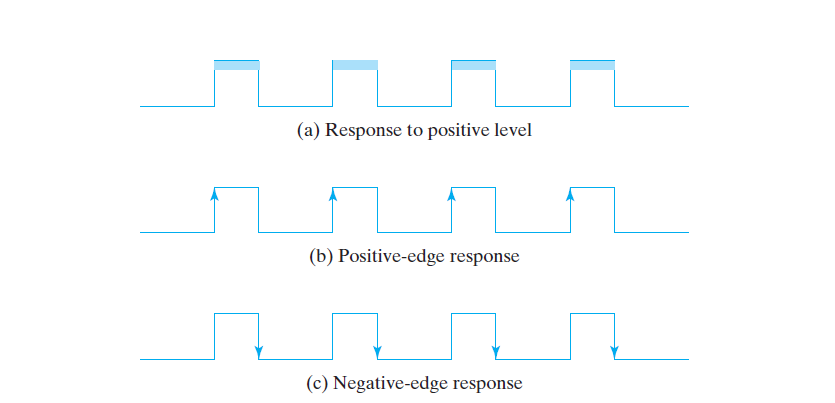 (a) Response to positive level
(b) Positive-edge response
(c) Negative-edge response